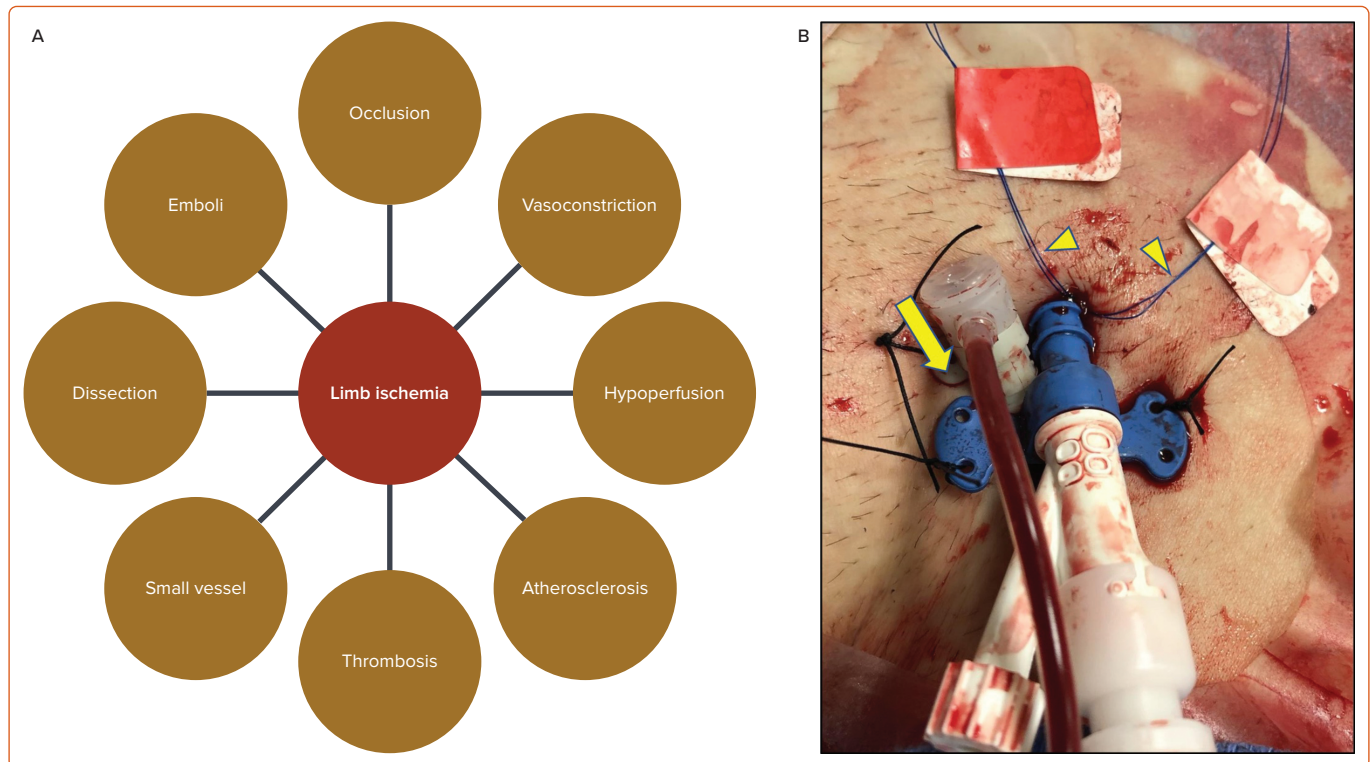 A
B
Occlusion
Emboli
Vasoconstriction
Dissection
Limb ischemia
Hypoperfusion
Small vessel
Atherosclerosis
Thrombosis